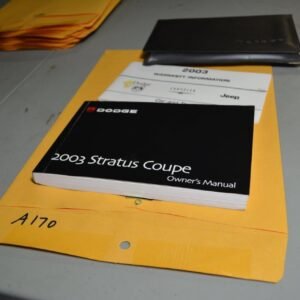 2003
WARRANTY INFORMATION
Jeep
DODGE
2003 Stratus Coupe
Owner's Manual
A170